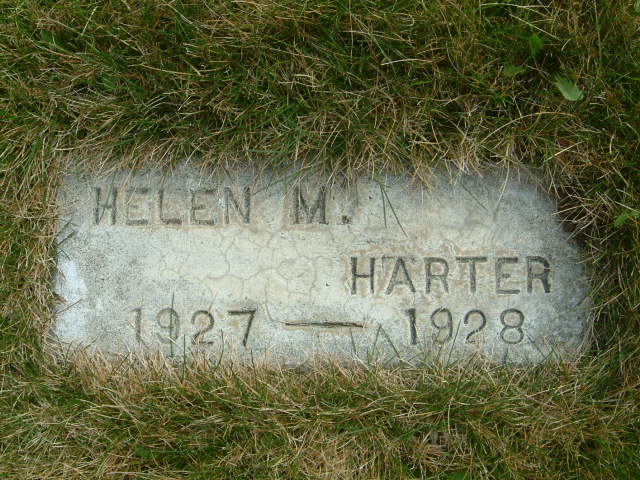 HELEN M.
HARTER
1927 — 1928